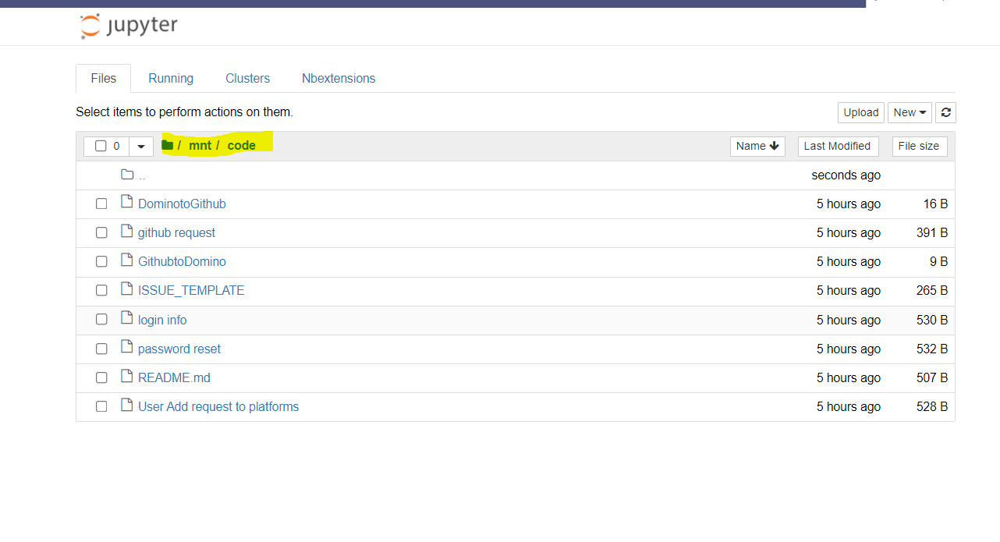 jupyter
Files Running Clusters Nbextensions
Select items to perform actions on them.
Upload New
0 / mnt / code Name Last Modified File size
.. seconds ago
DominotoGithub 5 hours ago 16 B
github request 5 hours ago 391 B
GithubtoDomino 5 hours ago 9 B
ISSUE_TEMPLATE 5 hours ago 265 B
login info 5 hours ago 530 B
password reset 5 hours ago 532 B
README.md 5 hours ago 507 B
User Add request to platforms 5 hours ago 528 B